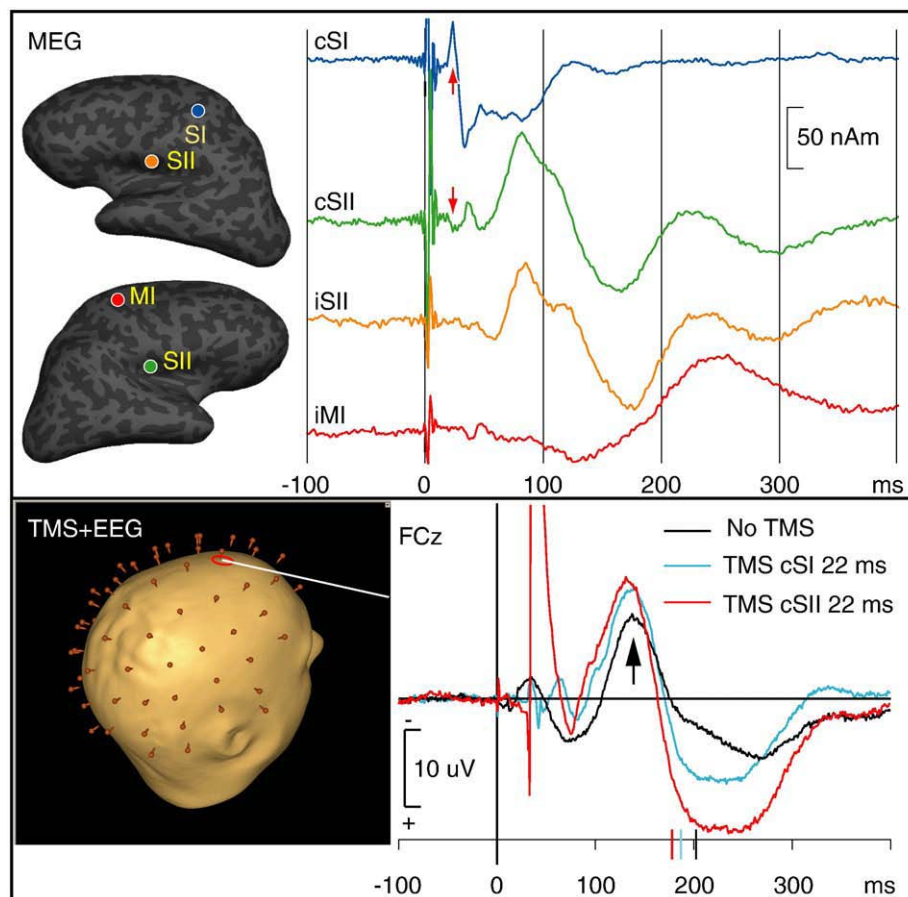 MEG
SI
SII
MI
SII
cSI
cSII
iSII
iMI
50 nAm
-100 0 100 200 300 ms
TMS+EEG
FCz
No TMS
TMS cSI 22 ms
TMS cSII 22 ms
-
10 uV
+
-100 0 100 200 300 ms